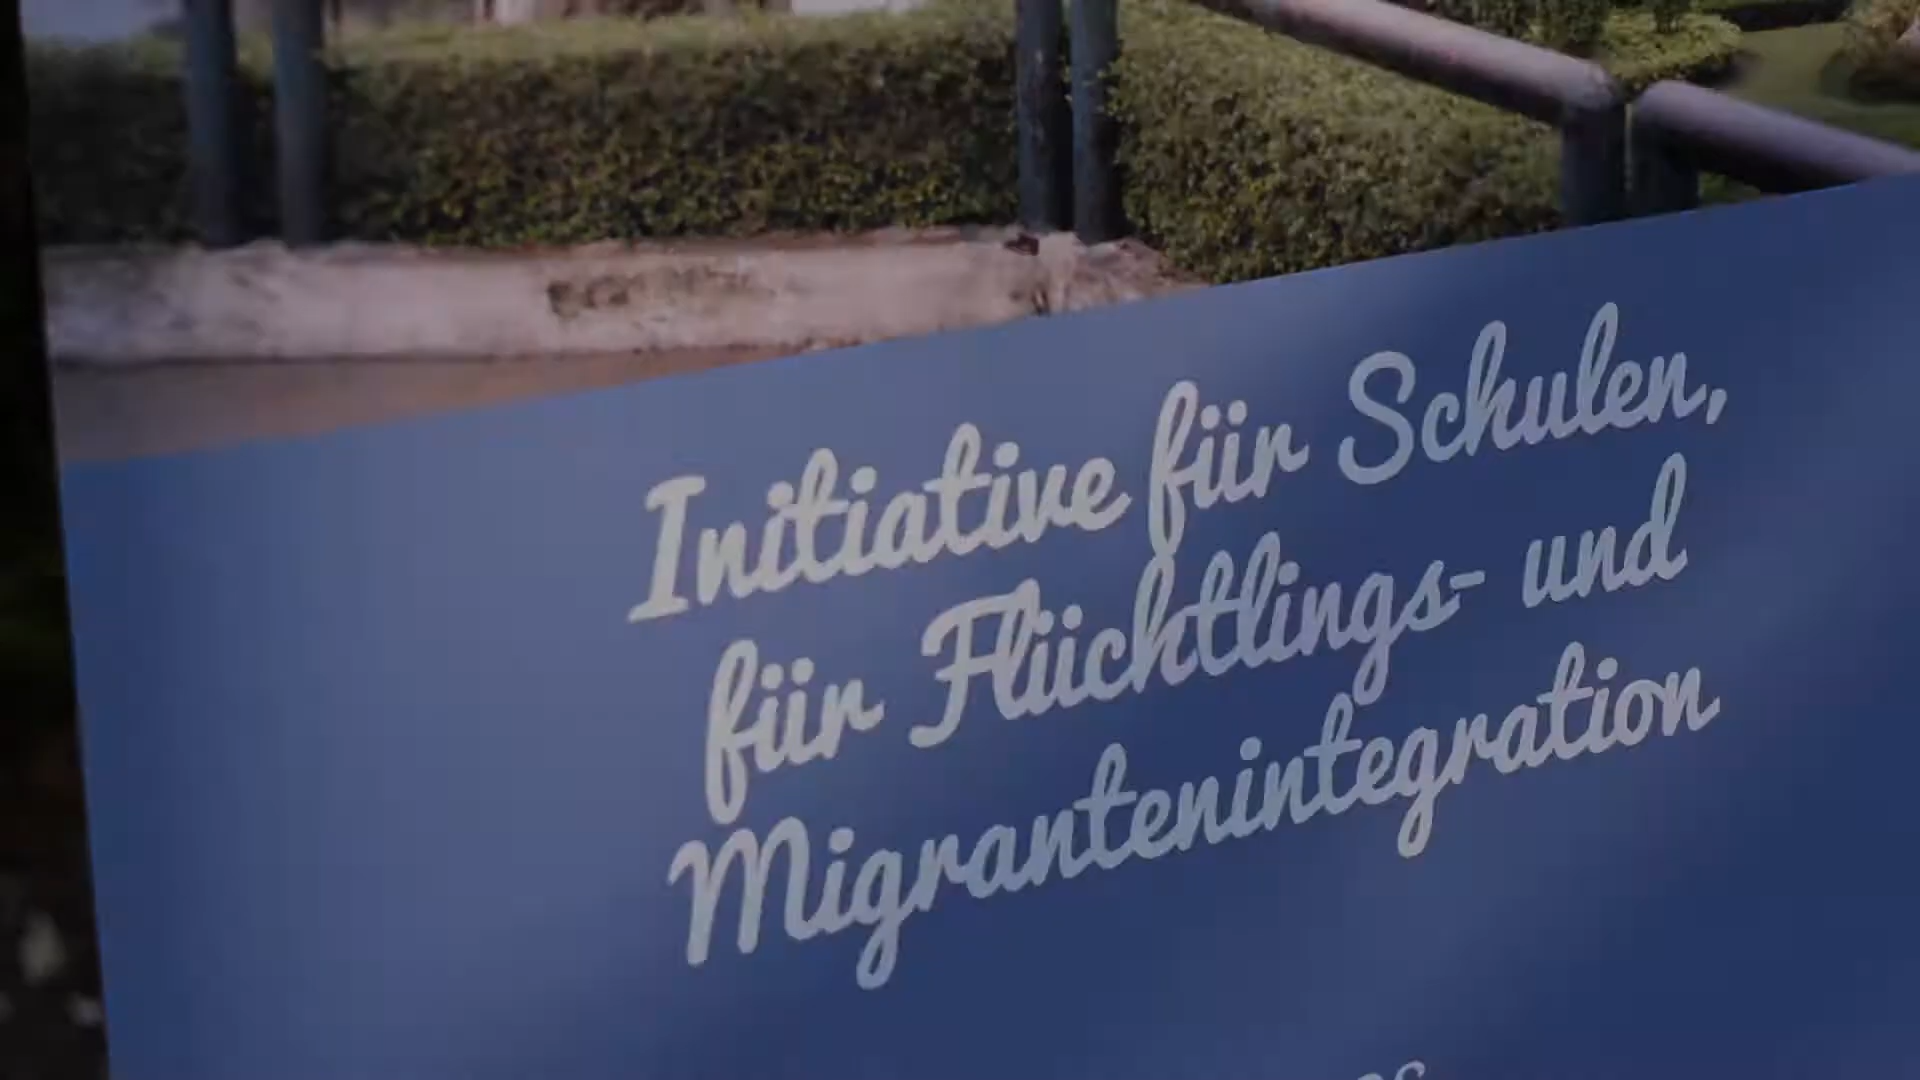 Initiative für Schulen,
für Flüchtlings- und
Migrantenintegration